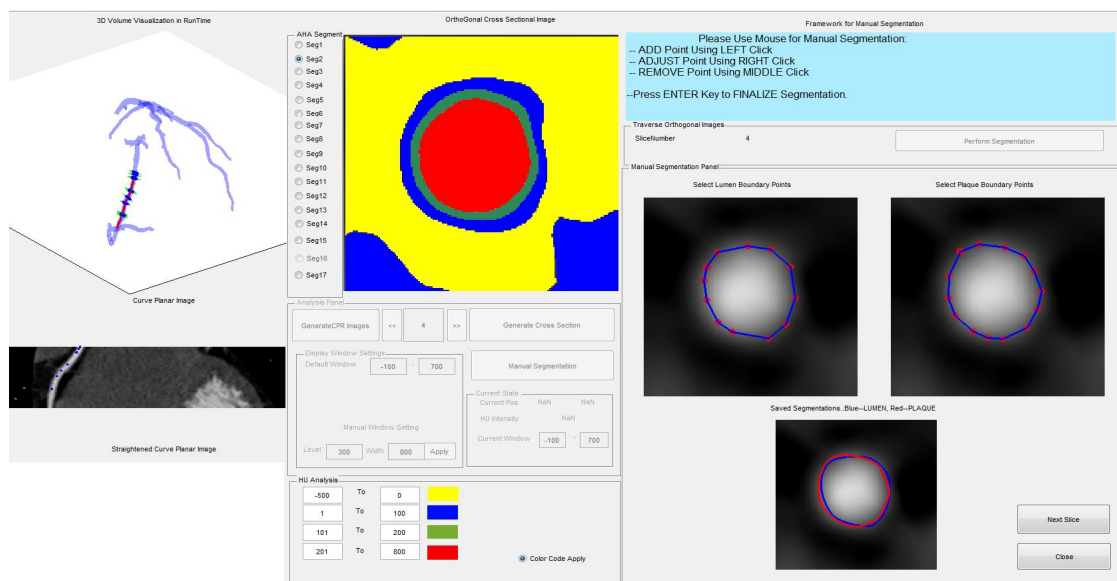 3D Volume Visualization in RunTime
Curve Planar Image
Straightened Curve Planar Image
OrthoGonal Cross Sectional Image
AHA Segment
Seg1
Seg2
Seg3
Seg4
Seg5
Seg6
Seg7
Seg8
Seg9
Seg10
Seg11
Seg12
Seg13
Seg14
Seg15
Seg16
Seg17
Analysis Panel
GenerateCPR Images << 4 >> Generate Cross Section
Display Window Settings
Default Window -100 - 700
Manual Window Setting
Level 300 Width 800 Apply
Manual Segmentation
Current State
Current Pos NaN NaN
HU Intensity NaN
Current Window -100 - 700
HU Analysis
-500 To 0
1 To 100
101 To 200
201 To 800
Color Code Apply
Framework for Manual Segmentation
Please Use Mouse for Manual Segmentation:
-- ADD Point Using LEFT Click
-- ADJUST Point Using RIGHT Click
-- REMOVE Point Using MIDDLE Click
--Press ENTER Key to FINALIZE Segmentation.
Traverse Orthogonal Images
SliceNumber 4 Perform Segmentation
Manual Segmentation Panel
Select Lumen Boundary Points
Select Plaque Boundary Points
Saved Segmentations..Blue--LUMEN, Red--PLAQUE
Next Slice
Close